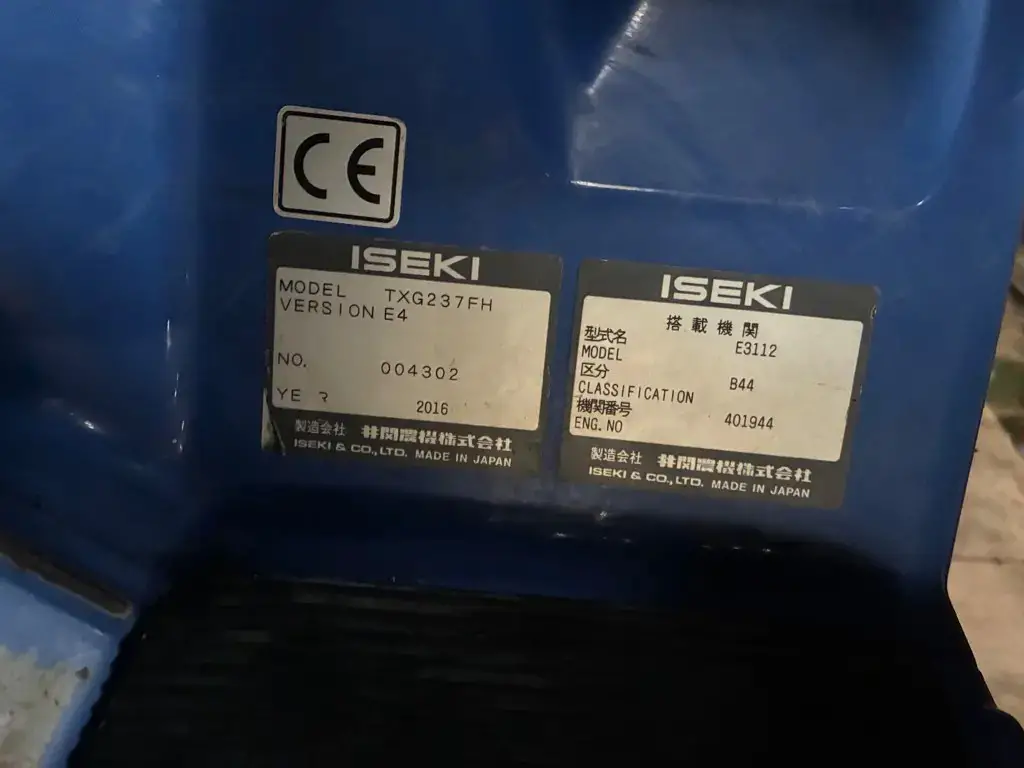 CE
ISEKI
MODEL TXG237FH
VERSION E4
NO. 004302
YE R 2016
製造会社 井関農機株式会社
ISEKI & CO., LTD. MADE IN JAPAN
ISEKI
搭載機関
型式名
MODEL E3112
区分
CLASSIFICATION B44
機関番号
ENG. NO 401944
製造会社 井関農機株式会社
ISEKI & CO., LTD. MADE IN JAPAN